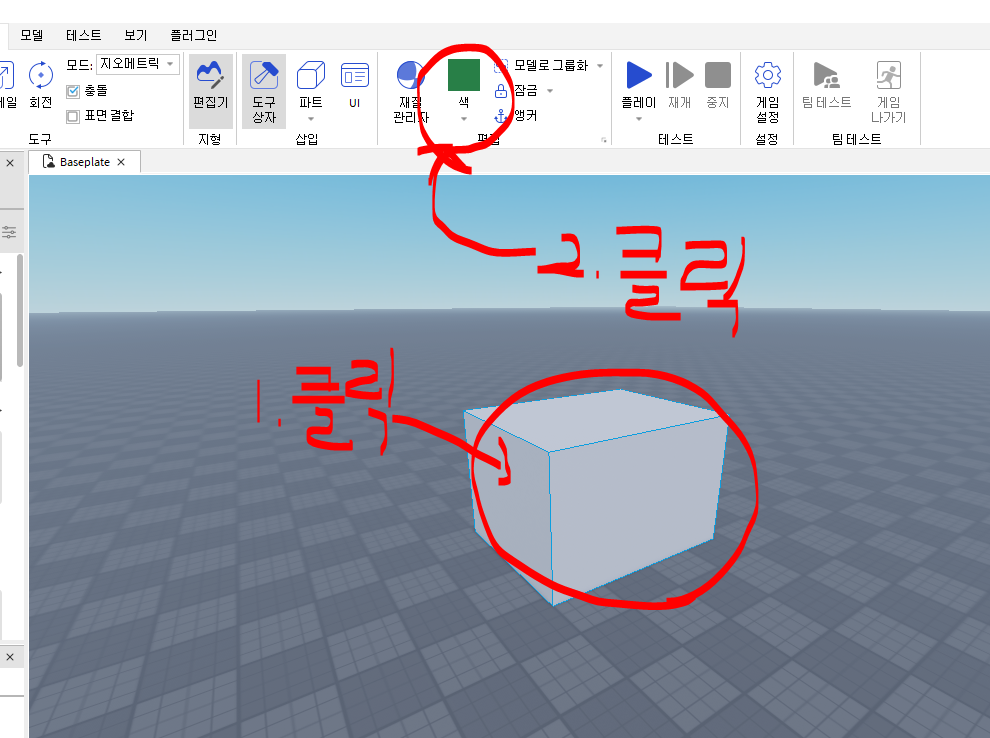 모델 테스트 보기 플러그인
모드: 지오메트릭
충돌
표면 결합
회전
도구
편집기
지형
도구
상자
파트
UI
삽입
재질
관리자
색
모델로 그룹화
잠금
앵커
편집
플레이
재개
중지
테스트
게임
설정
설정
팀 테스트
게임
나가기
팀 테스트
Baseplate
2. 클릭
1. 클릭